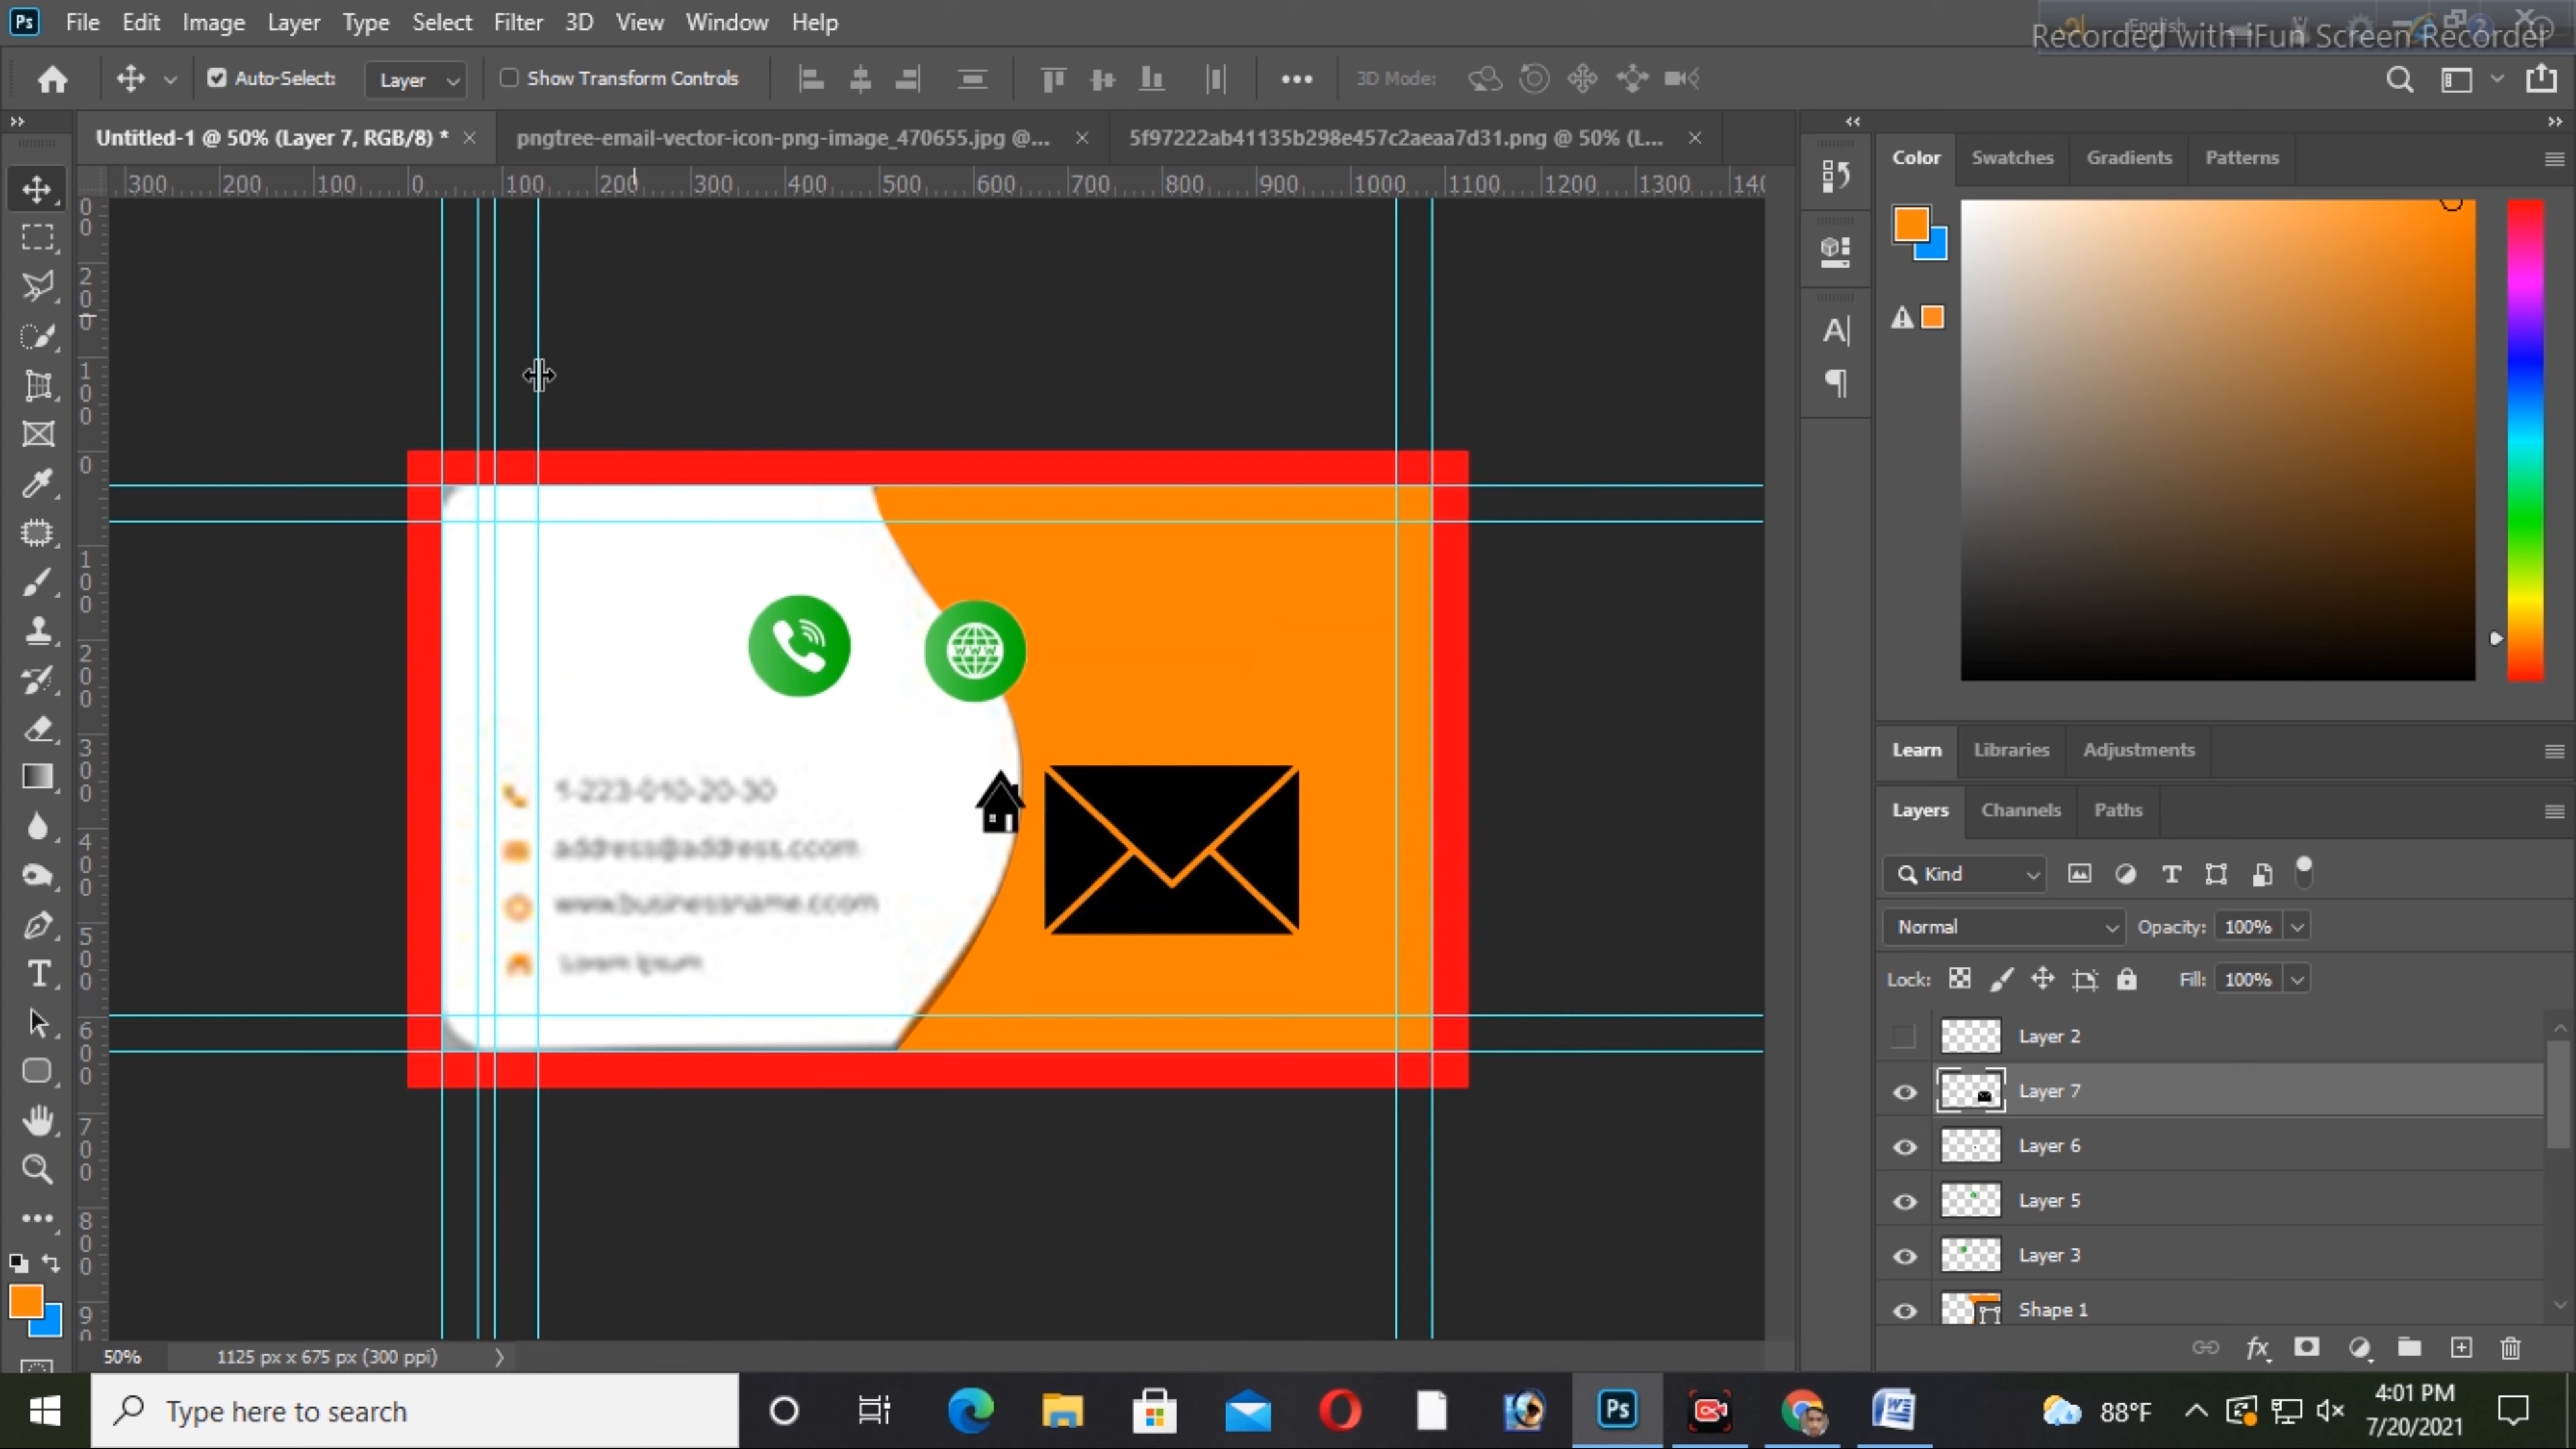 Ps File Edit Image Layer Type Select Filter 3D View Window Help
English
Recorded with iFun Screen Recorder
Auto-Select: Layer Show Transform Controls 3D Mode:
Untitled-1 @ 50% (Layer 7, RGB/8) * pngtree-email-vector-icon-png-image_470655.jpg @... 5f97222ab41135b298e457c2aeaa7d31.png @ 50% (L...
300 200 100 0 100 200 300 400 500 600 700 800 900 1000 1100 1200 1300 140
Color Swatches Gradients Patterns
WWW
1-223-010-20-30
address@address.ccom
www.businessname.ccom
Lorem Ipsum
Learn Libraries Adjustments
Layers Channels Paths
Kind
Normal Opacity: 100%
Lock: Fill: 100%
Layer 2
Layer 7
Layer 6
Layer 5
Layer 3
Shape 1
50% 1125 px x 675 px (300 ppi)
Type here to search
Ps
88°F
4:01 PM
7/20/2021